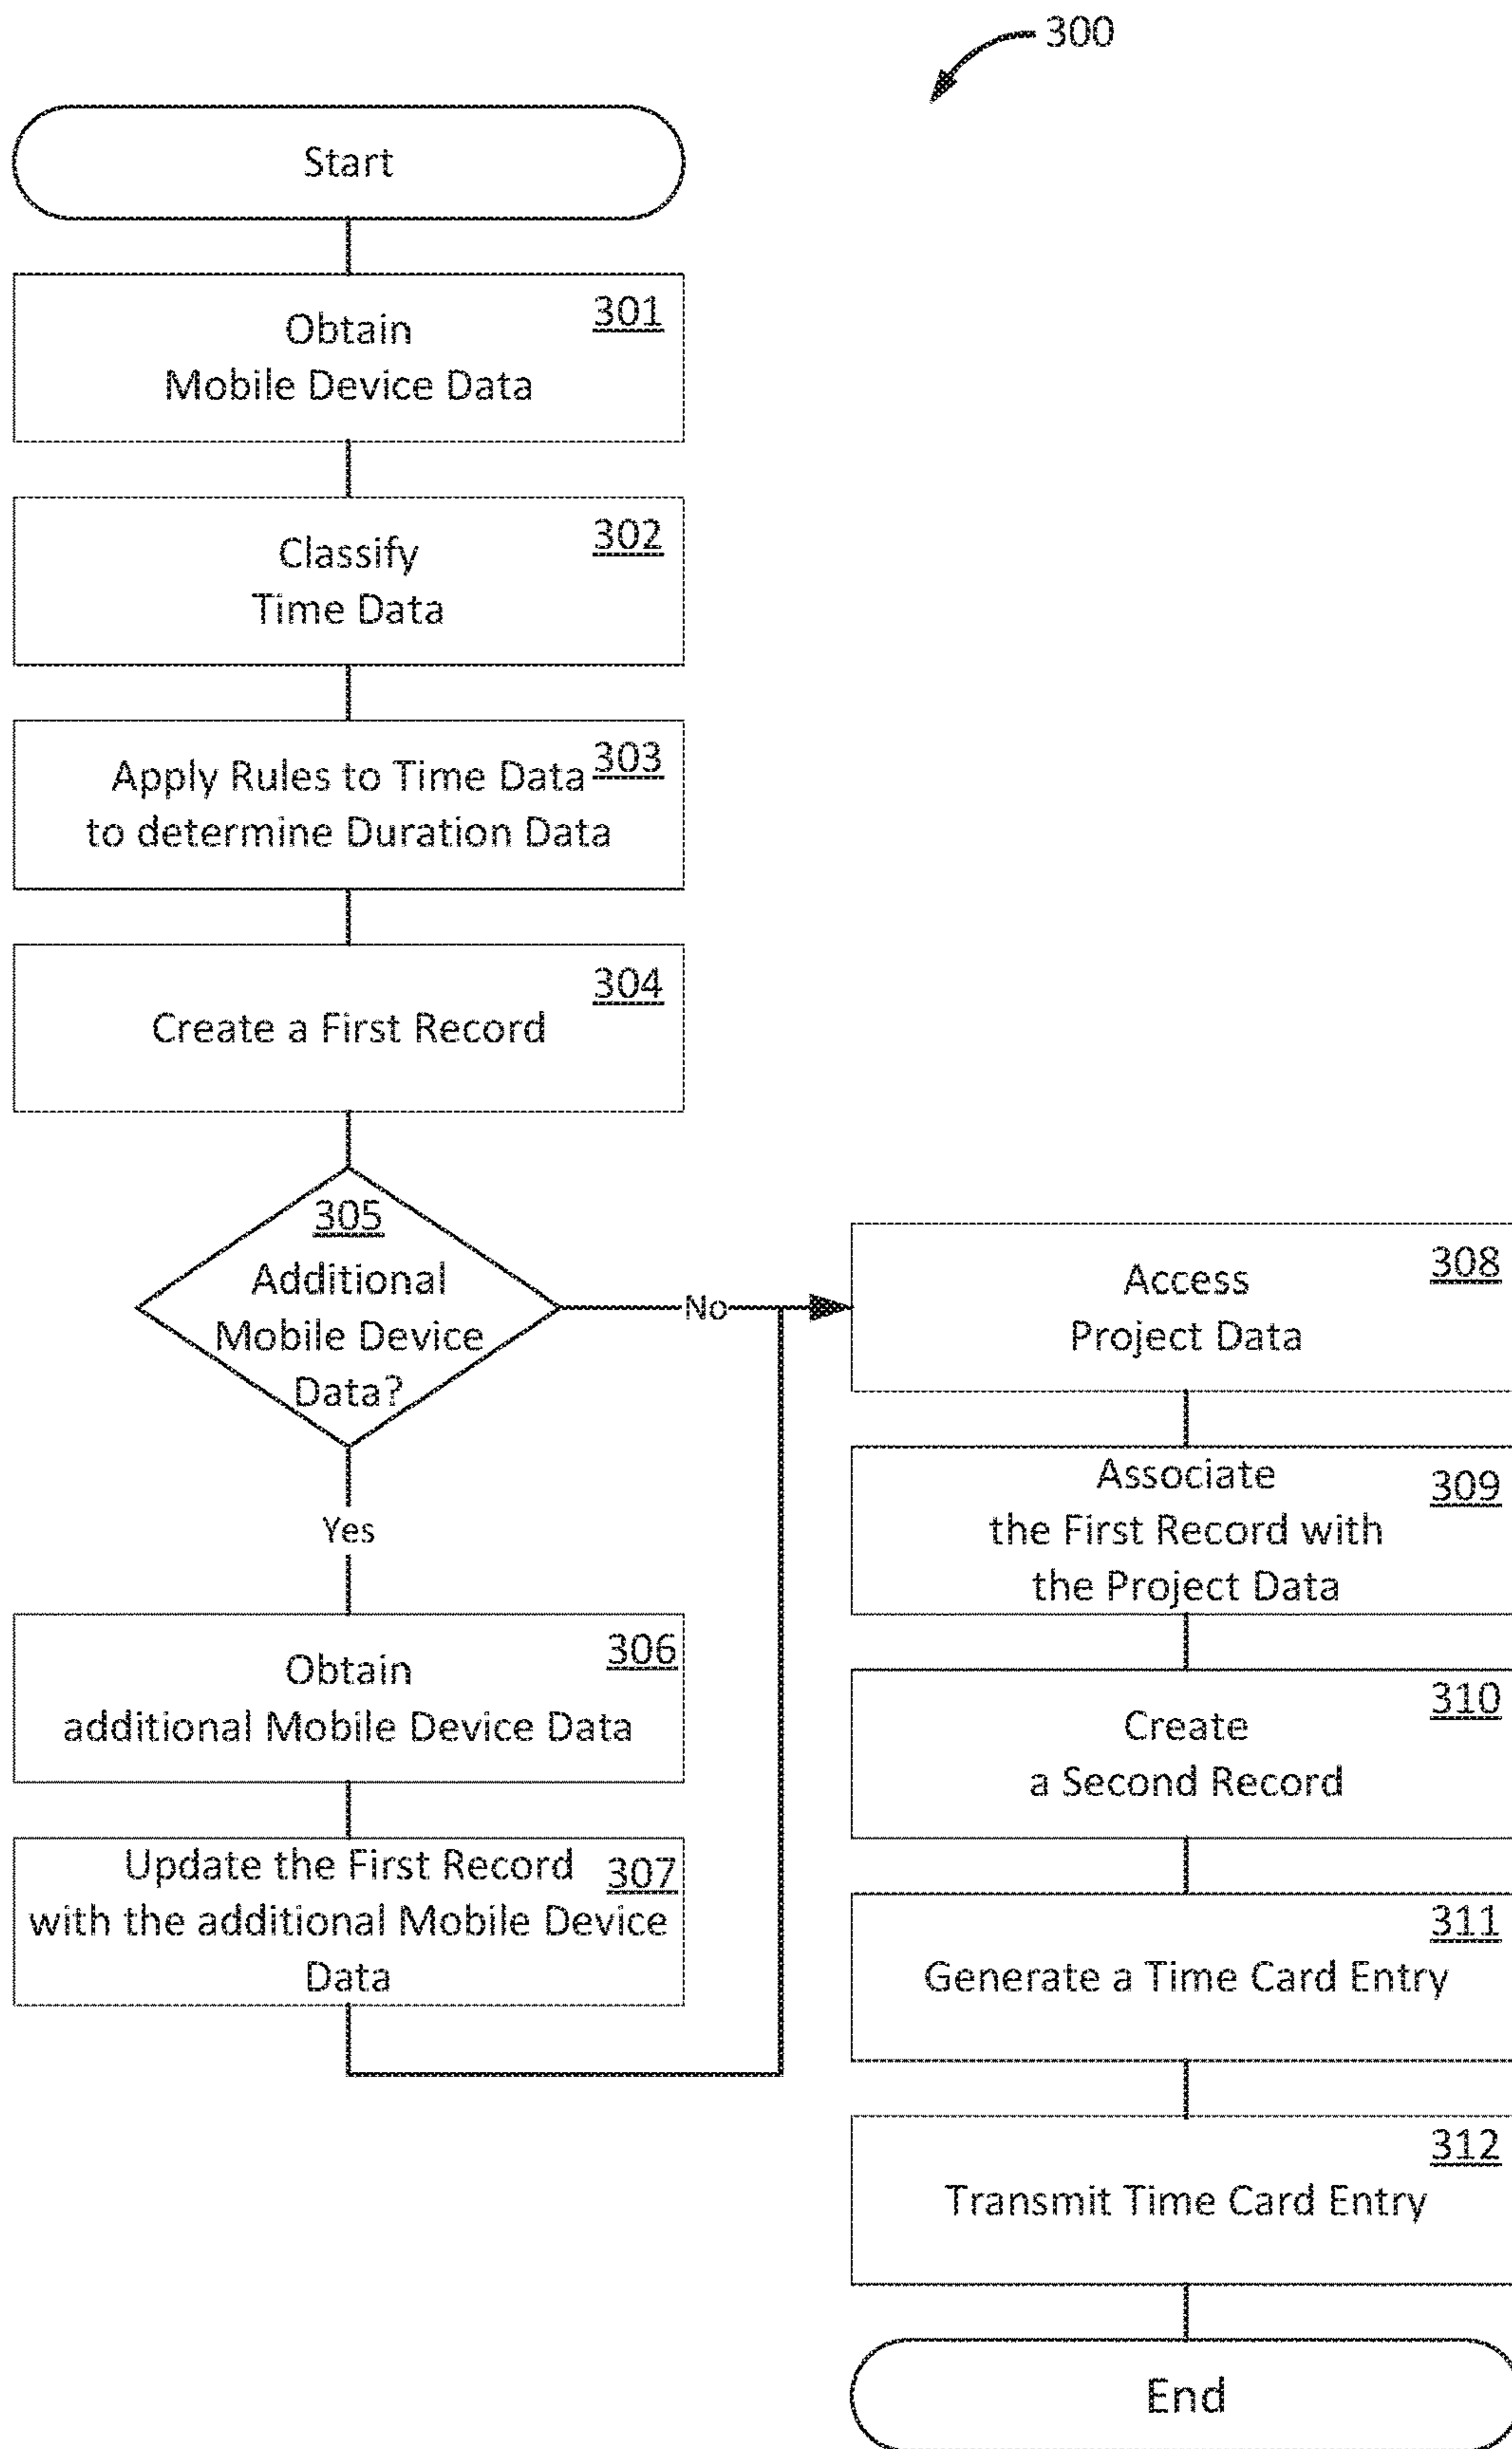 300
Start
301
Obtain
Mobile Device Data
302
Classify
Time Data
303
Apply Rules to Time Data
to determine Duration Data
304
Create a First Record
305
Additional
Mobile Device
Data?
No
Yes
306
Obtain
additional Mobile Device Data
307
Update the First Record
with the additional Mobile Device
Data
308
Access
Project Data
309
Associate
the First Record with
the Project Data
310
Create
a Second Record
311
Generate a Time Card Entry
312
Transmit Time Card Entry
End